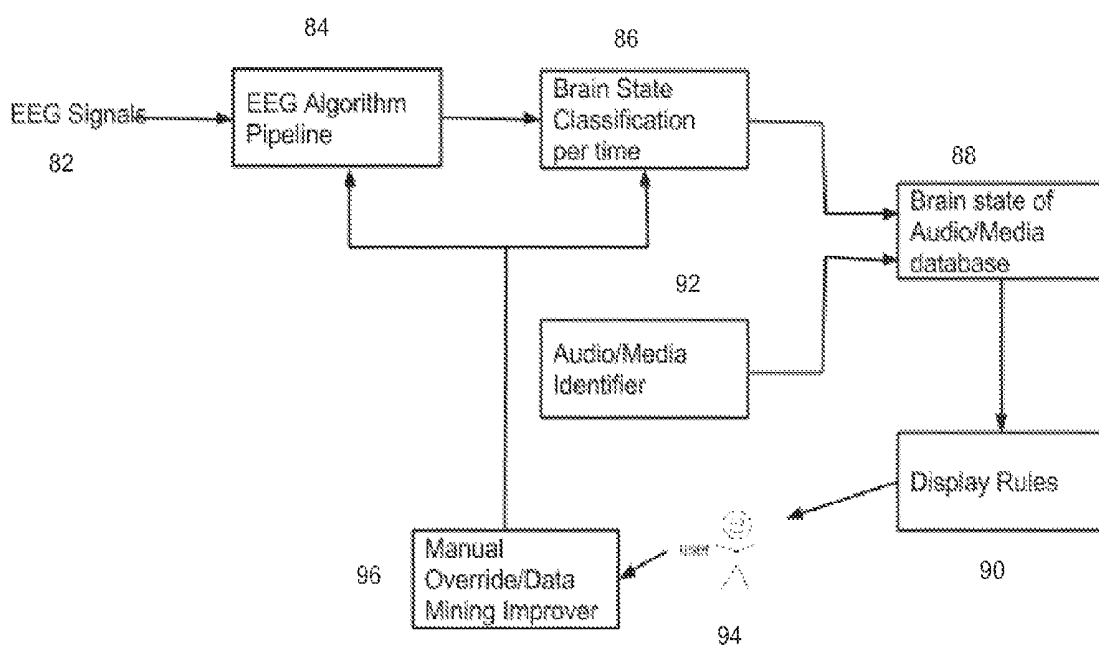 84
86
EEG Signals
EEG Algorithm
Pipeline
Brain State
Classification
per time
82
88
Brain state of
Audio/Media
database
92
Audio/Media
Identifier
Display Rules
user
Manual
Override/Data
Mining Improver
96
90
94